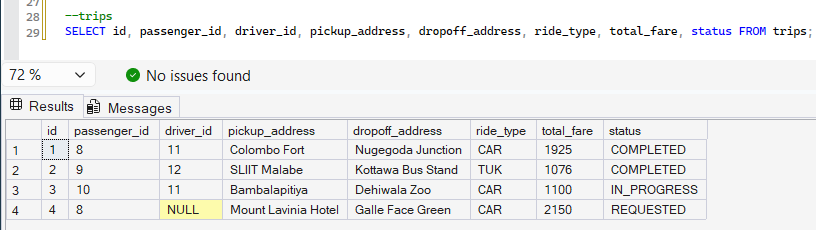 27
28 --trips
29 SELECT id, passenger_id, driver_id, pickup_address, dropoff_address, ride_type, total_fare, status FROM trips;
72 % No issues found
Results Messages
id passenger_id driver_id pickup_address dropoff_address ride_type total_fare status
1 1 8 11 Colombo Fort Nugegoda Junction CAR 1925 COMPLETED
2 2 9 12 SLIIT Malabe Kottawa Bus Stand TUK 1076 COMPLETED
3 3 10 11 Bambalapitiya Dehiwala Zoo CAR 1100 IN_PROGRESS
4 4 8 NULL Mount Lavinia Hotel Galle Face Green CAR 2150 REQUESTED